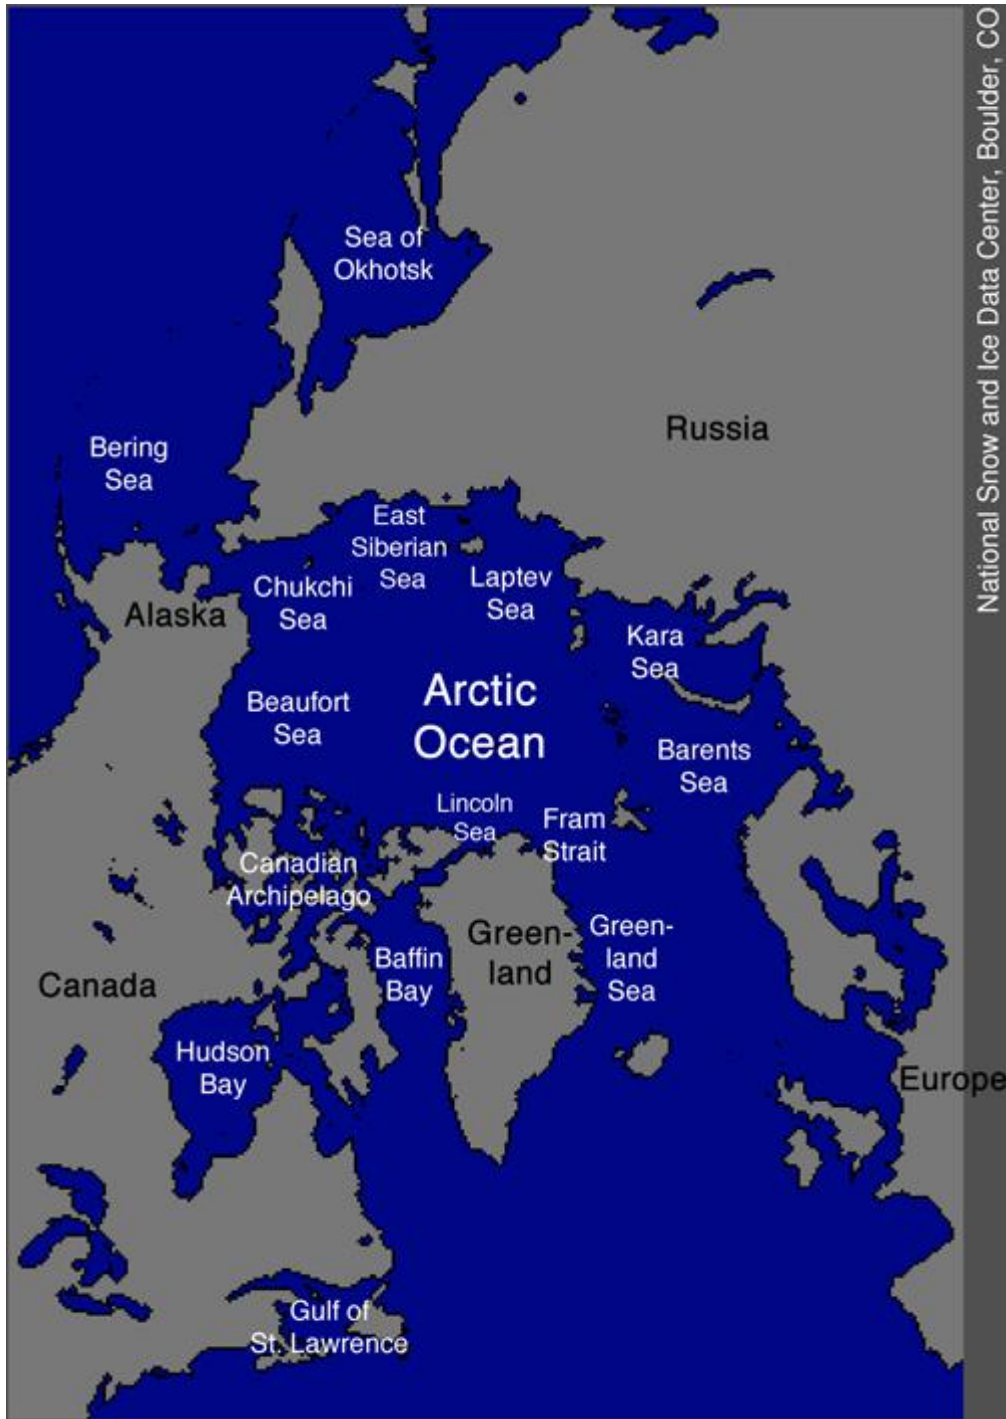 National Snow and Ice Data Center, Boulder, CO
Sea of
Okhotsk
Russia
Bering
Sea
East
Siberian
Sea
Chukchi
Sea
Laptev
Sea
Alaska
Kara
Sea
Arctic
Ocean
Beaufort
Sea
Barents
Sea
Lincoln
Sea
Fram
Strait
Canadian
Archipelago
Green-
land
Green-
land
Sea
Baffin
Bay
Canada
Hudson
Bay
Europe
Gulf of
St. Lawrence